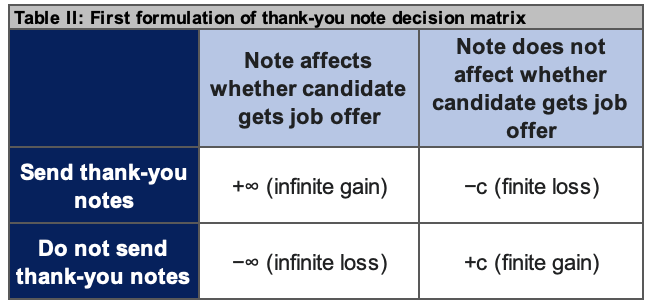 Table II: First formulation of thank-you note decision matrix
Note affects
whether candidate
gets job offer
Note does not
affect whether
candidate gets job
offer
Send thank-you
notes
+∞ (infinite gain)
−c (finite loss)
Do not send
thank-you notes
−∞ (infinite loss)
+c (finite gain)